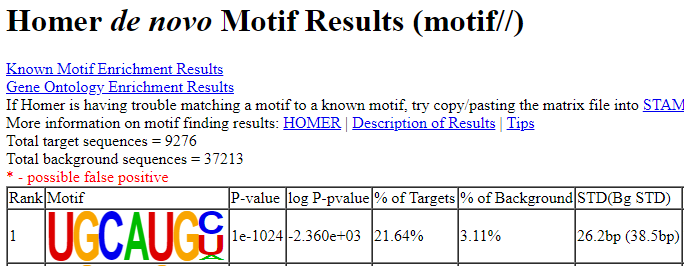 Homer de novo Motif Results (motif//)
Known Motif Enrichment Results
Gene Ontology Enrichment Results
If Homer is having trouble matching a motif to a known motif, try copy/pasting the matrix file into STAM
More information on motif finding results: HOMER | Description of Results | Tips
Total target sequences = 9276
Total background sequences = 37213
* - possible false positive
Rank Motif P-value log P-pvalue % of Targets % of Background STD(Bg STD)
1 UGCAUGC 1e-1024 -2.360e+03 21.64% 3.11% 26.2bp (38.5bp)
U